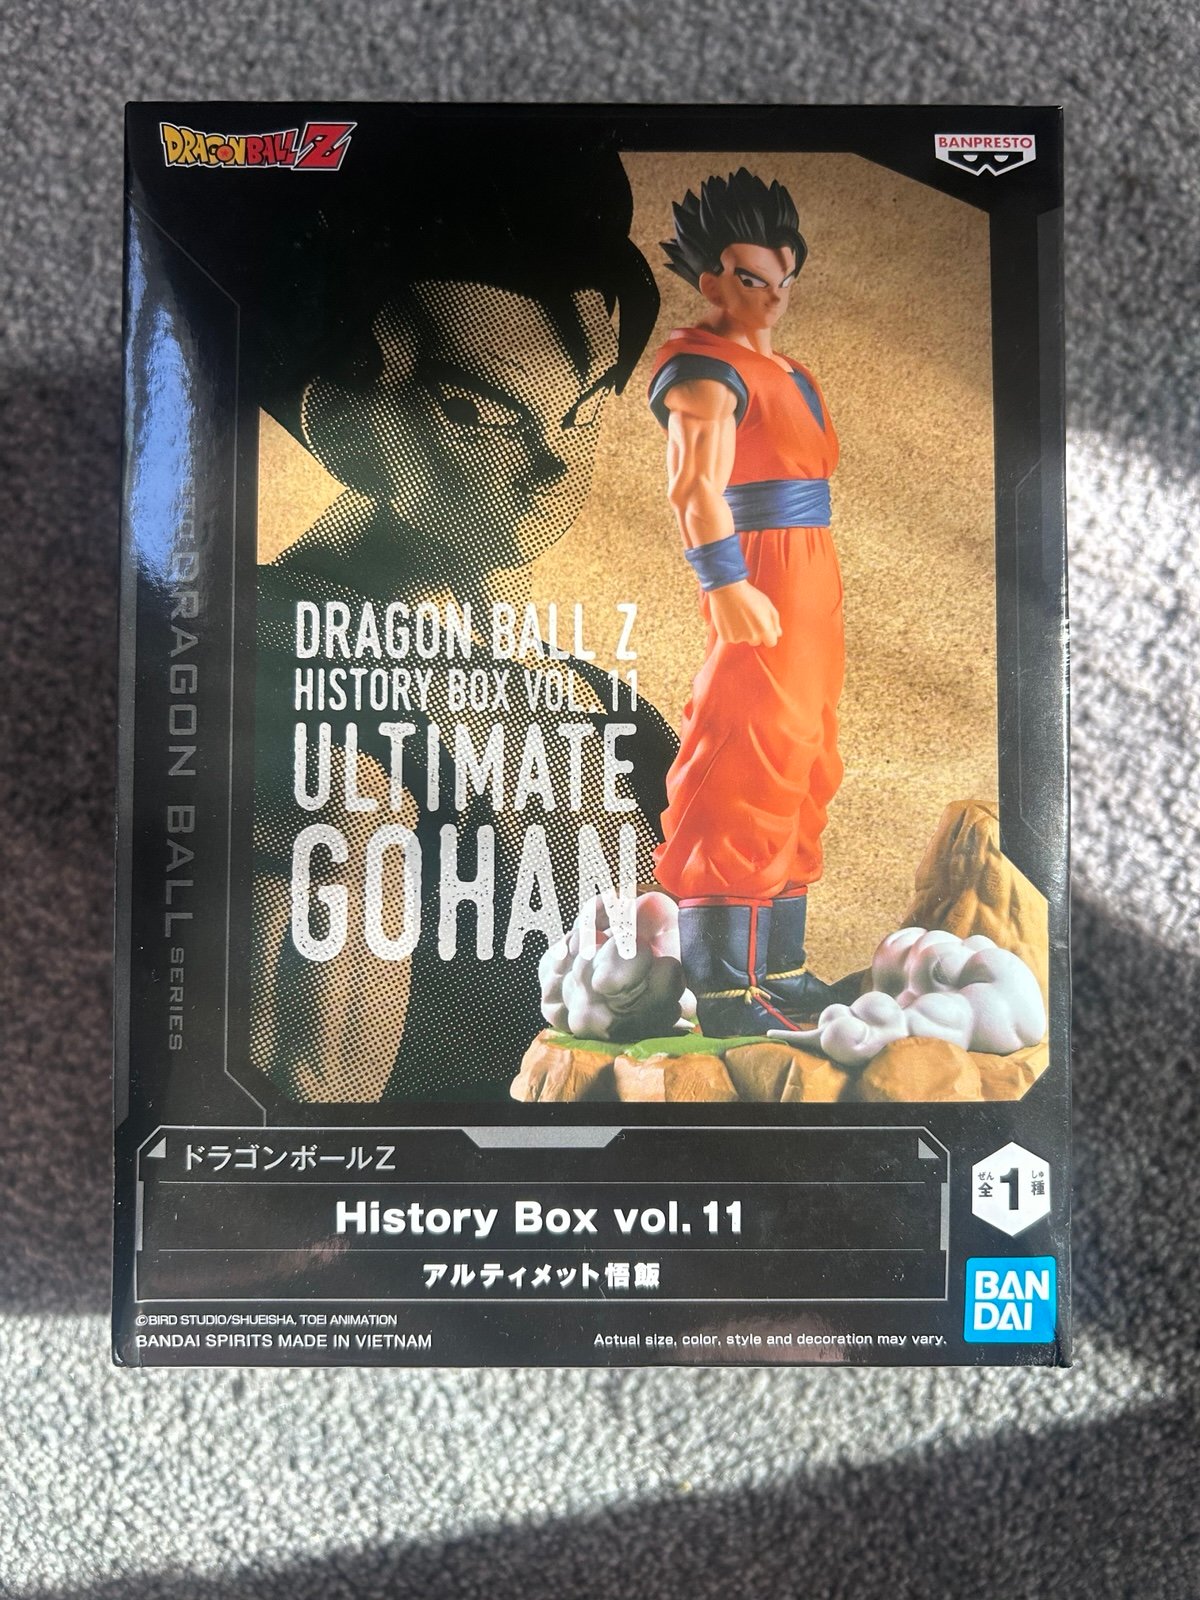 DRAGONBALL Z
BANPRESTO
DRAGON BALL Z
HISTORY BOX VOL. 11
ULTIMATE
GOHAN
DRAGON BALL SERIES
ドラゴンボールZ
History Box vol. 11
アルティメット悟飯
ぜん しゅ
全1種
BAN
DAI
©BIRD STUDIO/SHUEISHA, TOEI ANIMATION
BANDAI SPIRITS MADE IN VIETNAM
Actual size, color, style and decoration may vary.